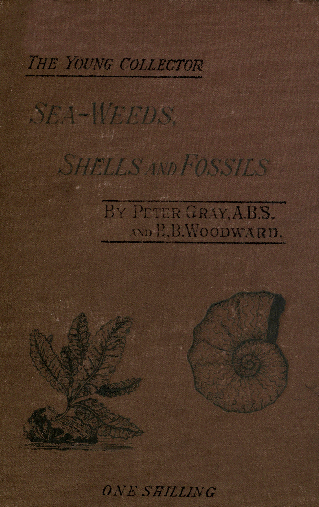 THE YOUNG COLLECTOR
SEA-WEEDS,
SHELLS AND FOSSILS
BY PETER GRAY, A.B.S.
AND B.B. WOODWARD.
ONE SHILLING